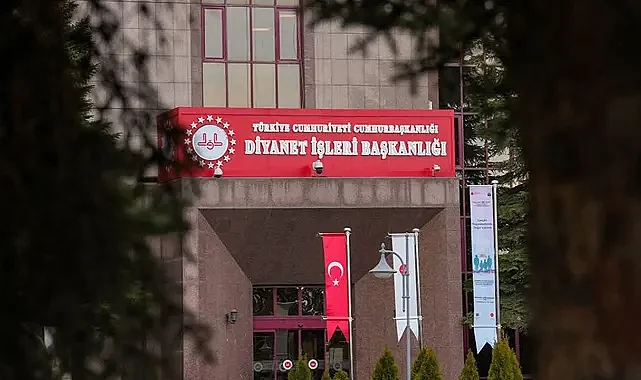 TÜRKİYE CUMHURİYETİ CUMHURBAŞKANLIĞI
DİYANET İŞLERİ BAŞKANLIĞI